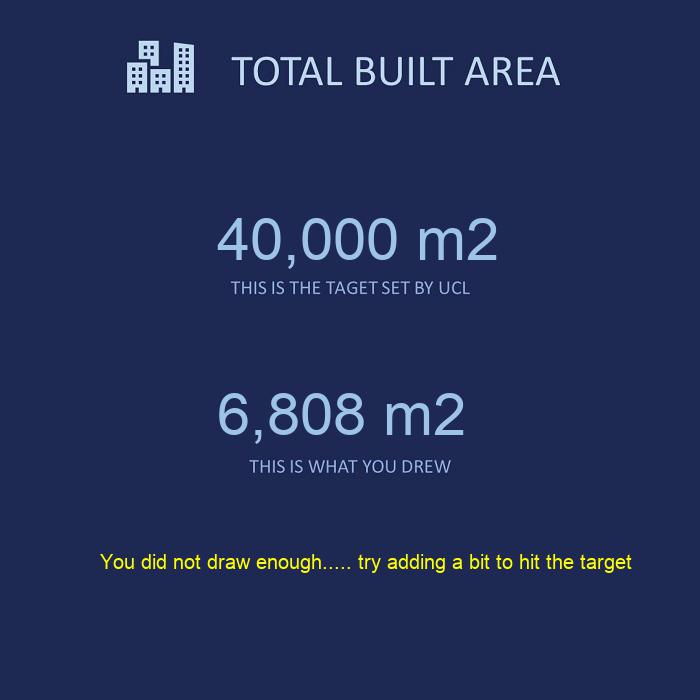 TOTAL BUILT AREA
40,000 m2
THIS IS THE TAGET SET BY UCL
6,808 m2
THIS IS WHAT YOU DREW
You did not draw enough..... try adding a bit to hit the target